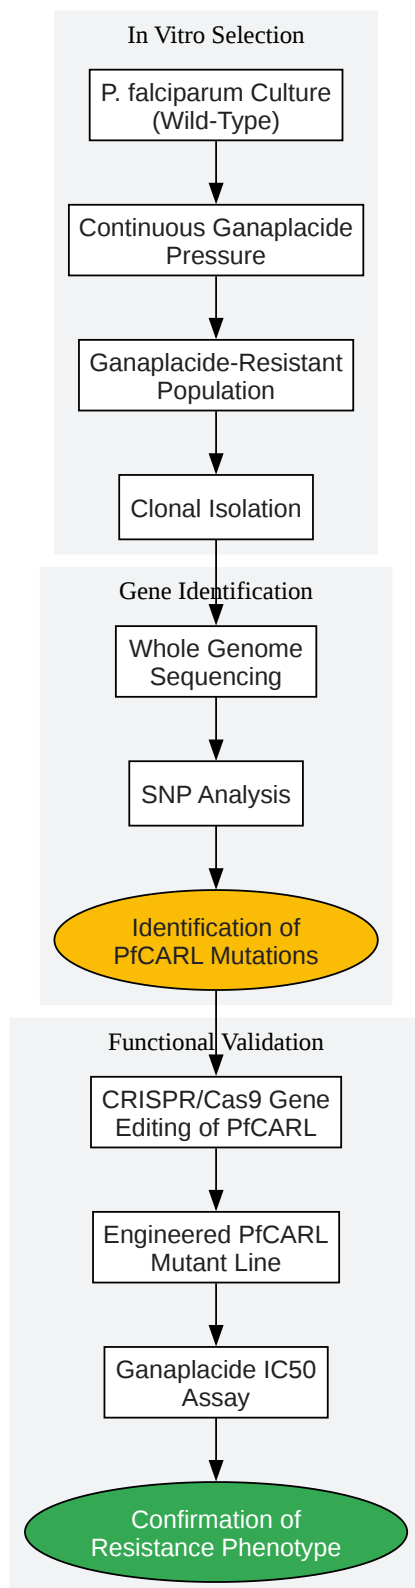 In Vitro Selection
P. falciparum Culture
(Wild-Type)
Continuous Ganaplacide
Pressure
Ganaplacide-Resistant
Population
Clonal Isolation
Gene Identification
Whole Genome
Sequencing
SNP Analysis
Identification of
PfCARL Mutations
Functional Validation
CRISPR/Cas9 Gene
Editing of PfCARL
Engineered PfCARL
Mutant Line
Ganaplacide IC50
Assay
Confirmation of
Resistance Phenotype